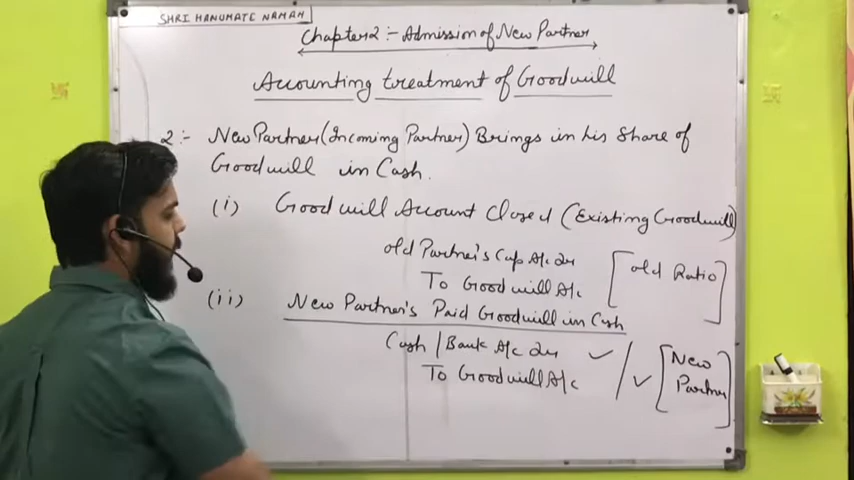 SHRI HANUMATE NAMAH
Chapter 2 :- Admission of New Partner
Accounting treatment of Goodwill
2:- New Partner (Incoming Partner) Brings in his Share of
Goodwill in Cash.
(i) Goodwill Account Closed (Existing Goodwill)
old Partner's Cap A/c Dr
To Goodwill A/c [old Ratio]
(ii) New Partner's Paid Goodwill in Cash
Cash / Bank A/c Dr ✓ / ✓ [New
To Goodwill A/c Partner]